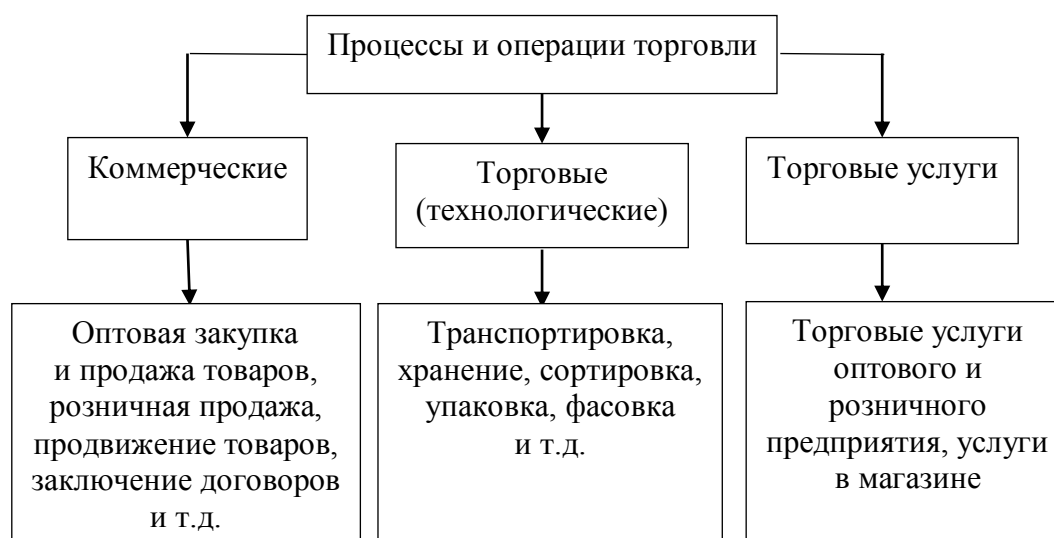 Процессы и операции торговли
Коммерческие
Торговые
(технологические)
Торговые услуги
Оптовая закупка
и продажа товаров,
розничная продажа,
продвижение товаров,
заключение договоров
и т.д.
Транспортировка,
хранение, сортировка,
упаковка, фасовка
и т.д.
Торговые услуги
оптового и
розничного
предприятия, услуги
в магазине